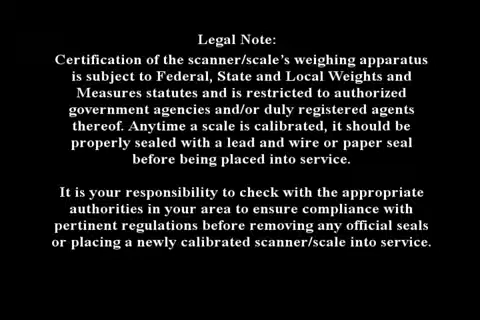 Legal Note:
Certification of the scanner/scale's weighing apparatus
is subject to Federal, State and Local Weights and
Measures statutes and is restricted to authorized
government agencies and/or duly registered agents
thereof. Anytime a scale is calibrated, it should be
properly sealed with a lead and wire or paper seal
before being placed into service.
It is your responsibility to check with the appropriate
authorities in your area to ensure compliance with
pertinent regulations before removing any official seals
or placing a newly calibrated scanner/scale into service.